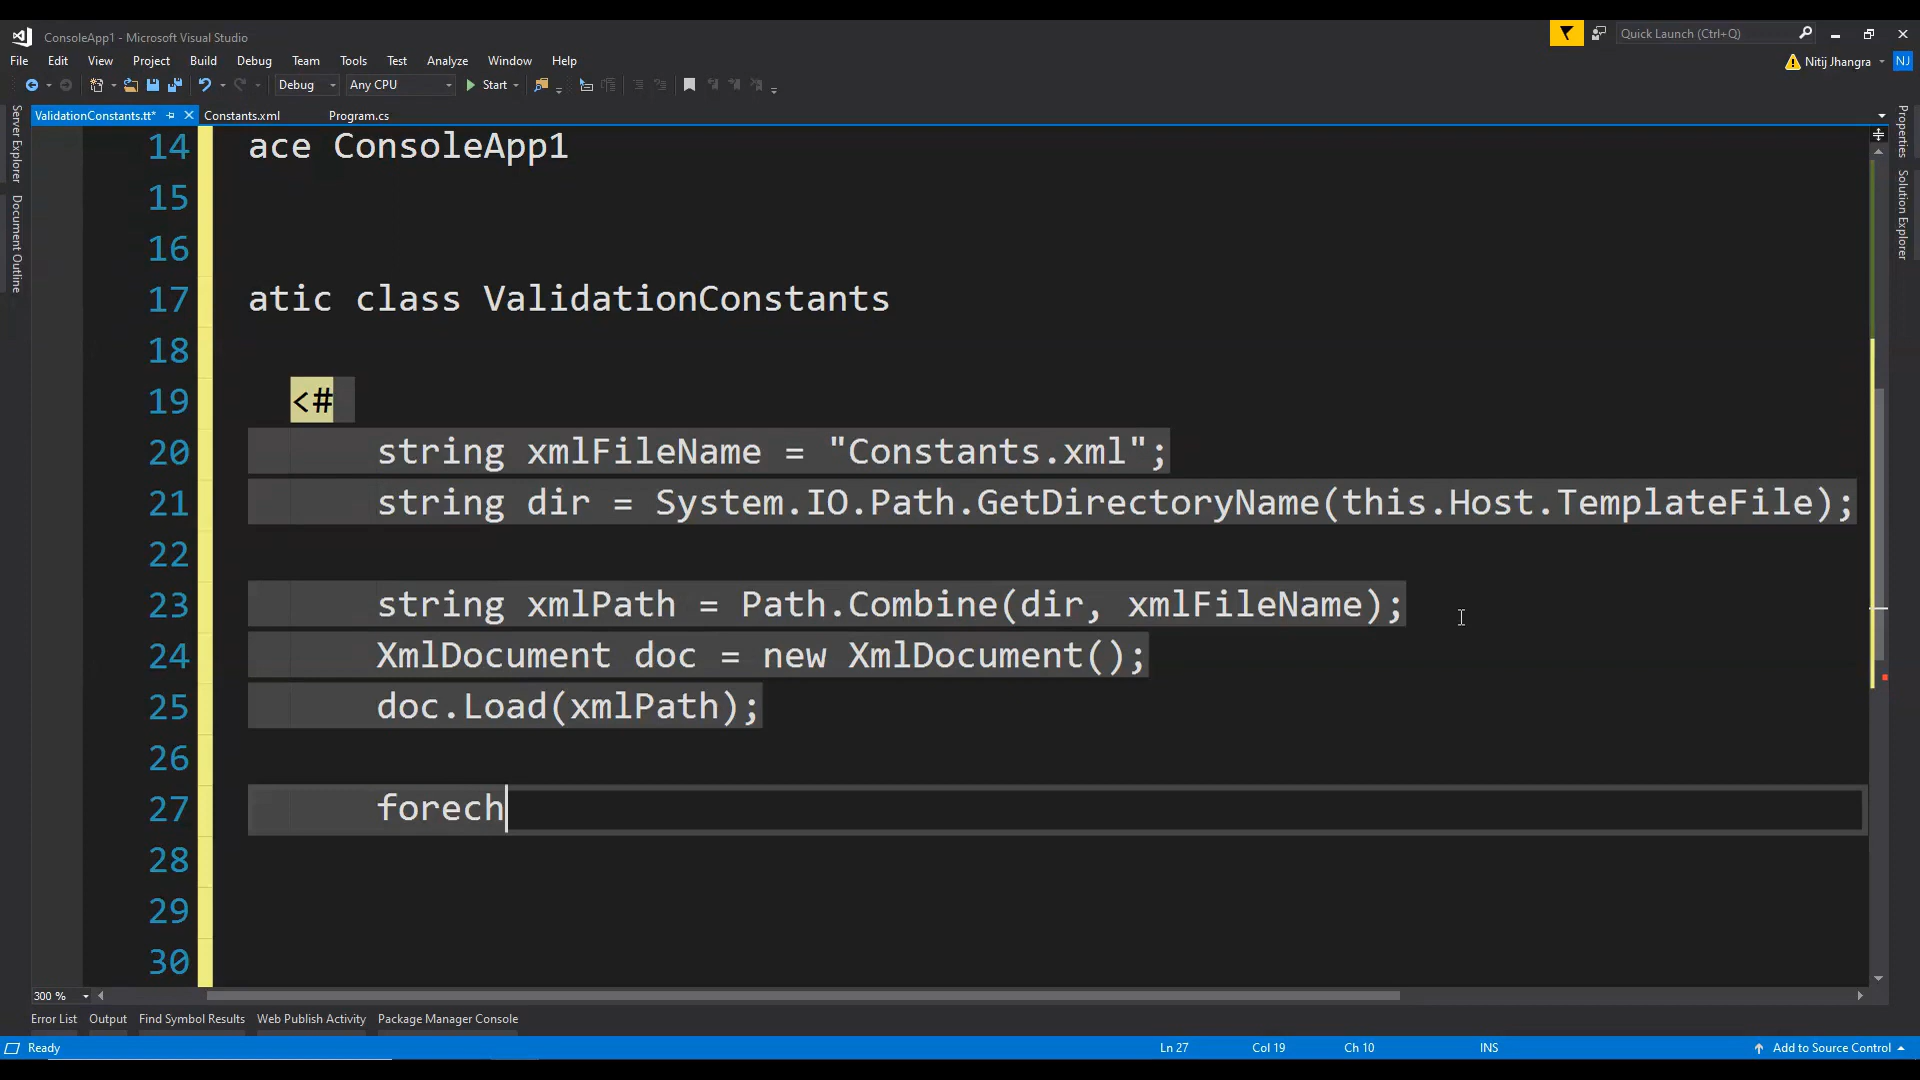 ConsoleApp1 - Microsoft Visual Studio
Quick Launch (Ctrl+Q)
File Edit View Project Build Debug Team Tools Test Analyze Window Help
Nitij Jhangra NJ
Debug Any CPU Start
ValidationConstants.tt* Constants.xml Program.cs
Server Explorer
Document Outline
Properties
Solution Explorer
14 ace ConsoleApp1
15
16
17 atic class ValidationConstants
18
19 <#
20 string xmlFileName = "Constants.xml";
21 string dir = System.IO.Path.GetDirectoryName(this.Host.TemplateFile);
22
23 string xmlPath = Path.Combine(dir, xmlFileName);
24 XmlDocument doc = new XmlDocument();
25 doc.Load(xmlPath);
26
27 forech
28
29
30
300 %
Error List Output Find Symbol Results Web Publish Activity Package Manager Console
Ready Ln 27 Col 19 Ch 10 INS Add to Source Control